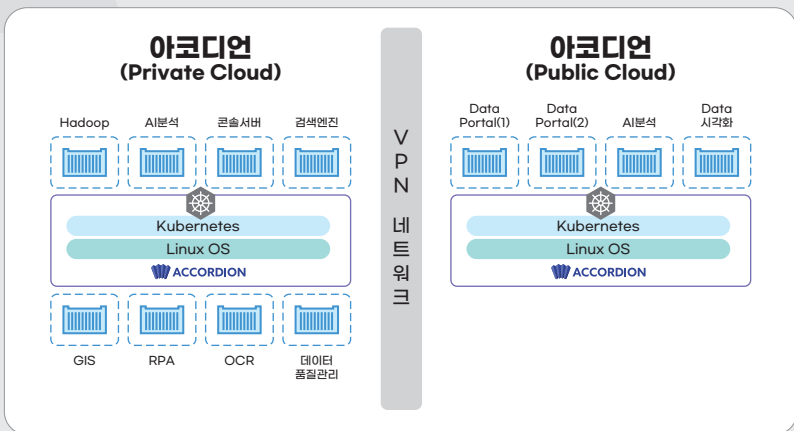 아코디언
(Private Cloud)
Hadoop
AI분석
콘솔서버
검색엔진
Kubernetes
Linux OS
ACCORDION
GIS
RPA
OCR
데이터
품질관리
VPN 네트워크
아코디언
(Public Cloud)
Data
Portal(1)
Data
Portal(2)
AI분석
Data
시각화
Kubernetes
Linux OS
ACCORDION